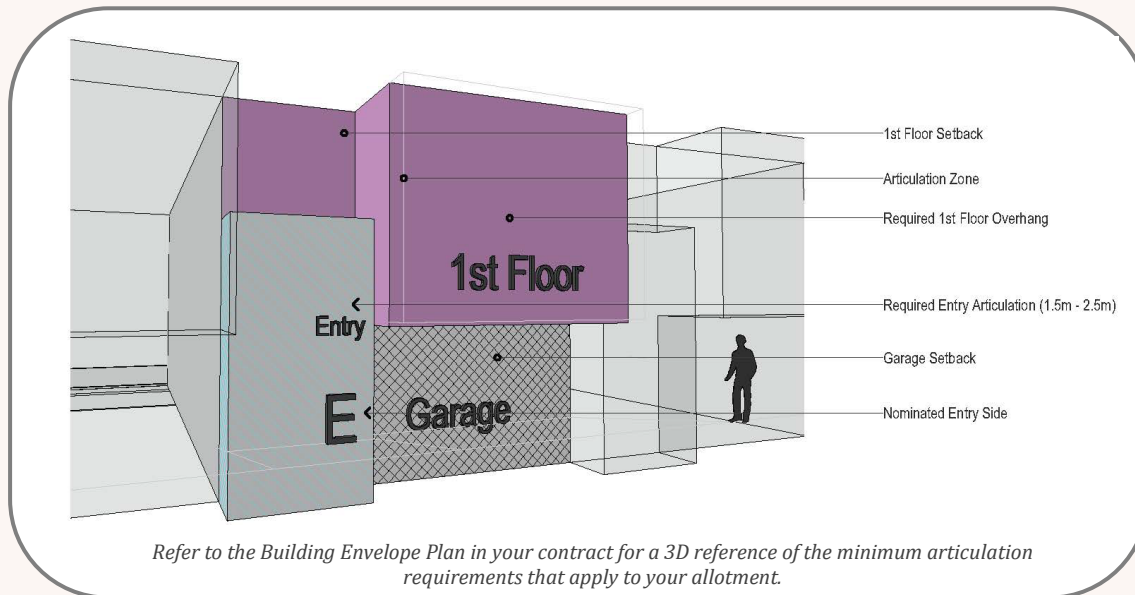 1st Floor Setback
Articulation Zone
Required 1st Floor Overhang
1st Floor
Required Entry Articulation (1.5m - 2.5m)
Entry
Garage Setback
E
Garage
Nominated Entry Side
Refer to the Building Envelope Plan in your contract for a 3D reference of the minimum articulation
requirements that apply to your allotment.